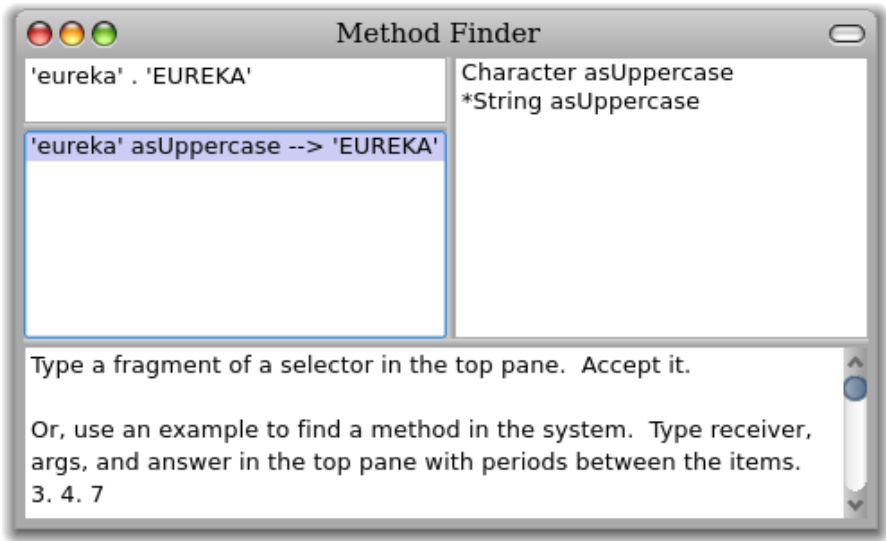 Method Finder
'eureka' . 'EUREKA'
'eureka' asUppercase --> 'EUREKA'
Character asUppercase
*String asUppercase
Type a fragment of a selector in the top pane.  Accept it.
Or, use an example to find a method in the system.  Type receiver,
args, and answer in the top pane with periods between the items.
3. 4. 7